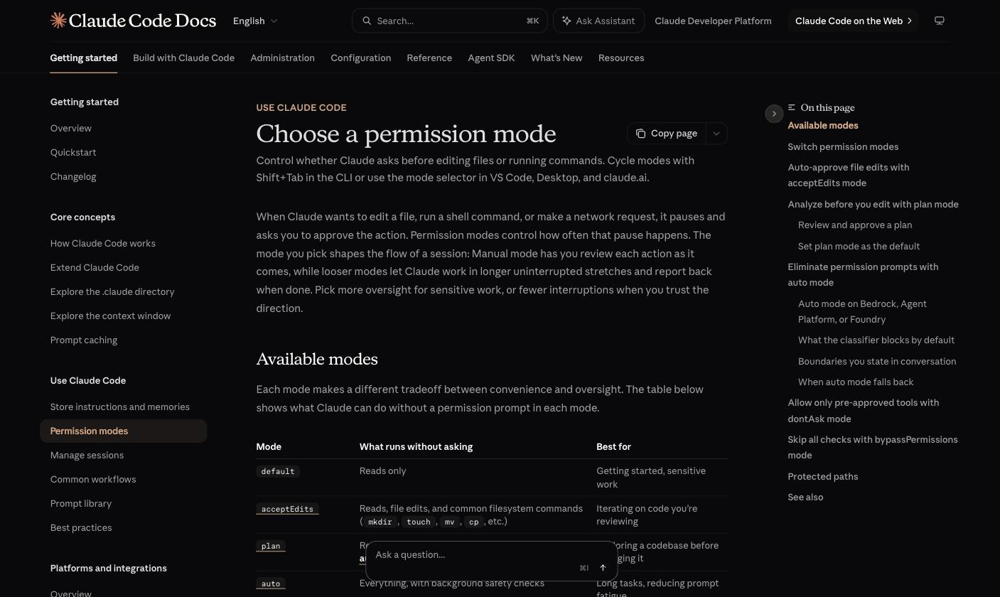 Claude Code Docs
English
Search...
⌘K
Ask Assistant
Claude Developer Platform
Claude Code on the Web
Getting started
Build with Claude Code
Administration
Configuration
Reference
Agent SDK
What's New
Resources
Getting started
Overview
Quickstart
Changelog
Core concepts
How Claude Code works
Extend Claude Code
Explore the .claude directory
Explore the context window
Prompt caching
Use Claude Code
Store instructions and memories
Permission modes
Manage sessions
Common workflows
Prompt library
Best practices
Platforms and integrations
Overview
USE CLAUDE CODE
Choose a permission mode
Copy page
Control whether Claude asks before editing files or running commands. Cycle modes with
Shift+Tab in the CLI or use the mode selector in VS Code, Desktop, and claude.ai.
When Claude wants to edit a file, run a shell command, or make a network request, it pauses and
asks you to approve the action. Permission modes control how often that pause happens. The
mode you pick shapes the flow of a session: Manual mode has you review each action as it
comes, while looser modes let Claude work in longer uninterrupted stretches and report back
when done. Pick more oversight for sensitive work, or fewer interruptions when you trust the
direction.
Available modes
Each mode makes a different tradeoff between convenience and oversight. The table below
shows what Claude can do without a permission prompt in each mode.
Mode
What runs without asking
Best for
default
Reads only
Getting started, sensitive
work
acceptEdits
Reads, file edits, and common filesystem commands
(mkdir, touch, mv, cp, etc.)
Iterating on code you're
reviewing
plan
a codebase before
it
auto
Everything, with background safety checks
Long tasks, reducing prompt
fatigue
Ask a question...
⌘I
On this page
Available modes
Switch permission modes
Auto-approve file edits with
acceptEdits mode
Analyze before you edit with plan mode
Review and approve a plan
Set plan mode as the default
Eliminate permission prompts with
auto mode
Auto mode on Bedrock, Agent
Platform, or Foundry
What the classifier blocks by default
Boundaries you state in conversation
When auto mode falls back
Allow only pre-approved tools with
dontAsk mode
Skip all checks with bypassPermissions
mode
Protected paths
See also